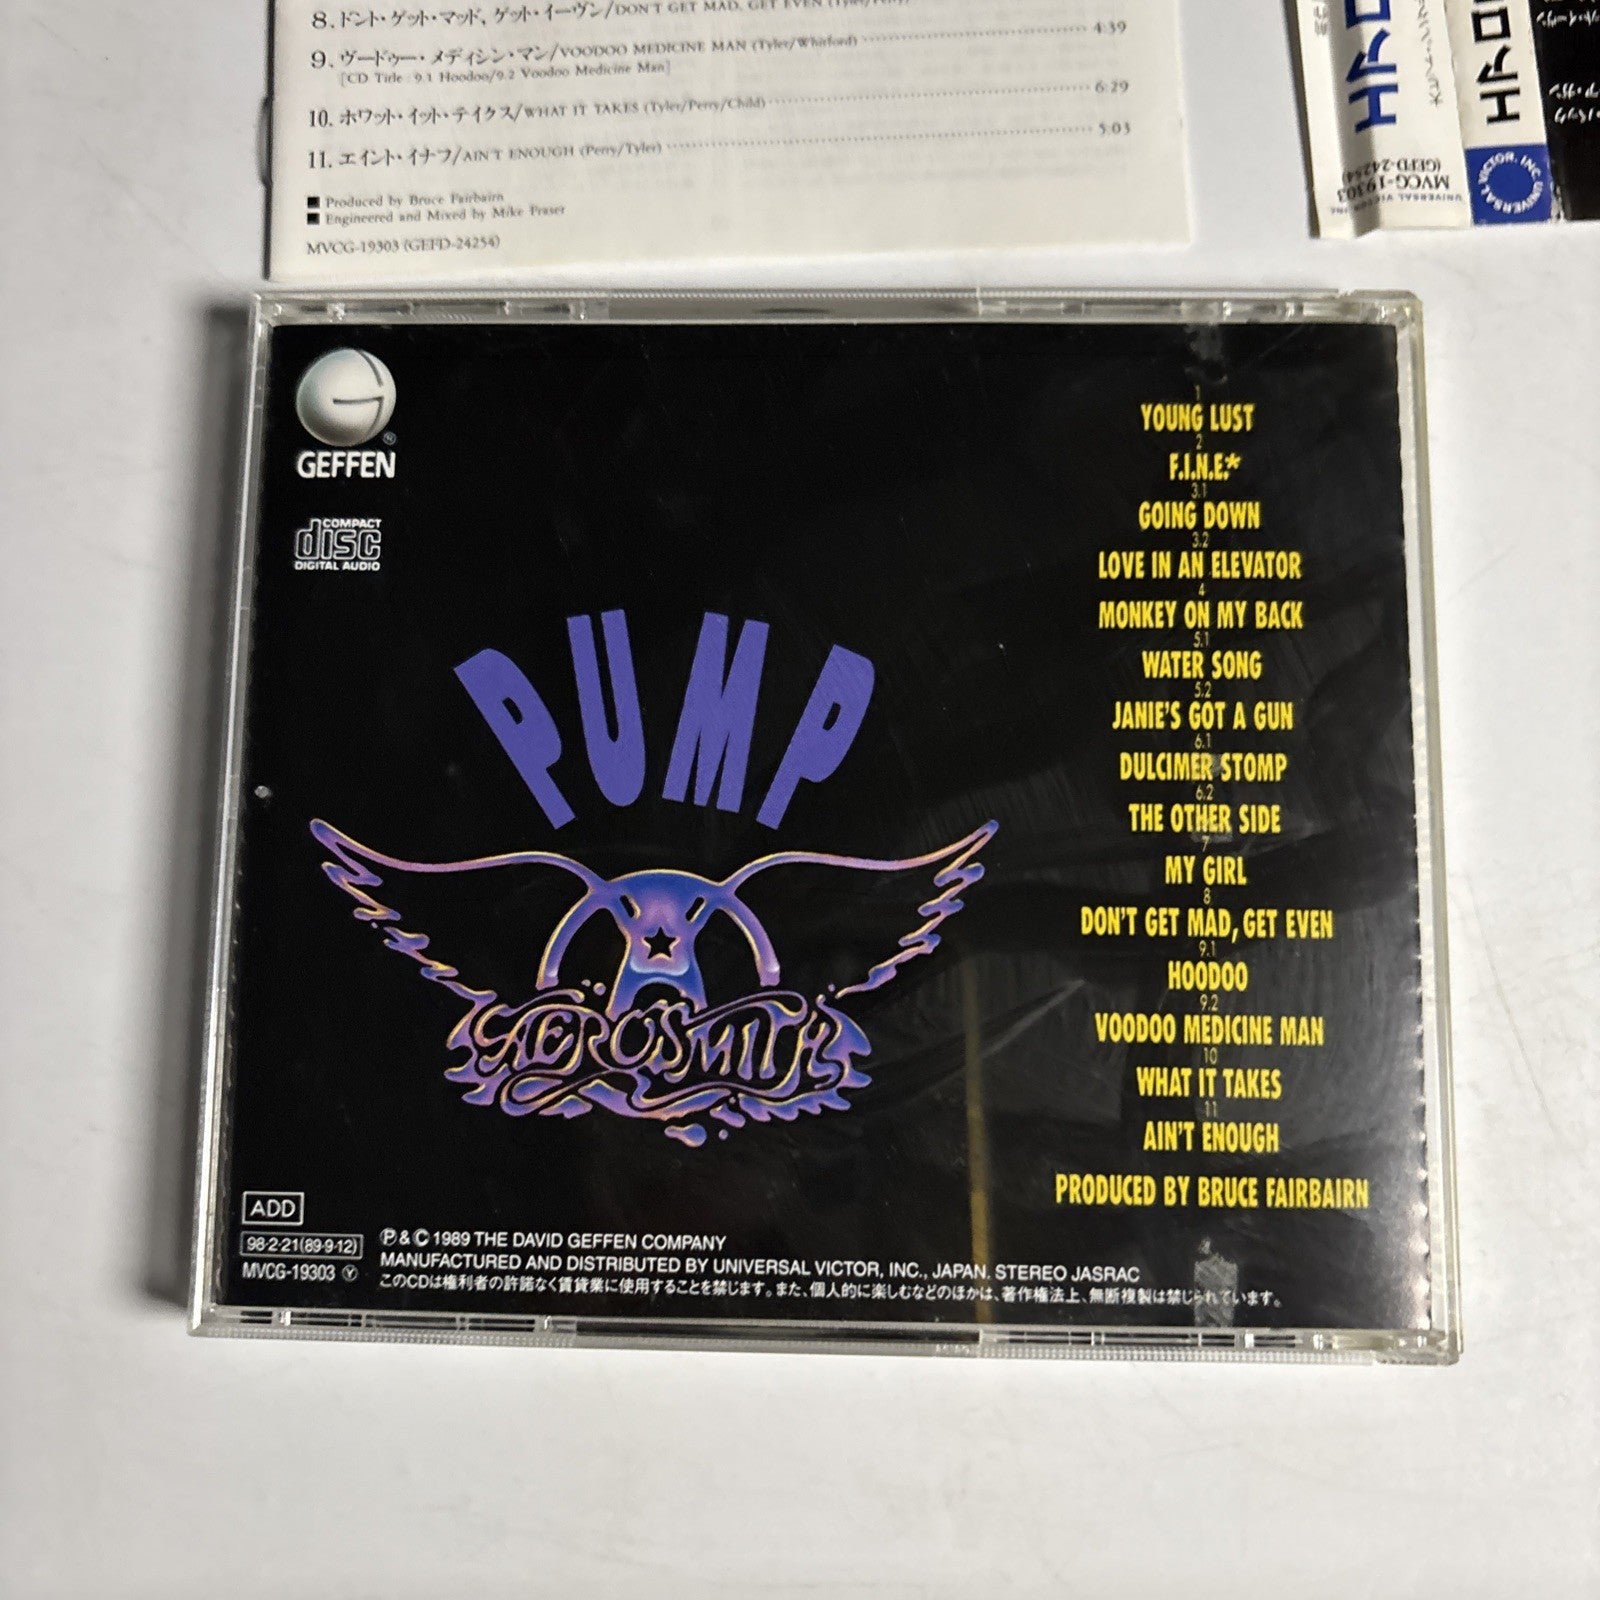 8. ドント・ゲット・マッド、ゲット・イーヴン/DON'T GET MAD, GET EVEN (Tyler/Perry)
9. ヴードゥー・メディシン・マン/VOODOO MEDICINE MAN (Tyler/Whitford) 4:39
[CD Title : 9.1 Hoodoo/9.2 Voodoo Medicine Man]
10. ホワット・イット・テイクス/WHAT IT TAKES (Tyler/Perry/Child) 6:29
11. エイント・イナフ/AIN'T ENOUGH (Perry/Tyler) 5:03
■ Produced by Bruce Fairbairn
■ Engineered and Mixed by Mike Fraser
MVCG-19303 (GEFD-24254)
MVCG-19303
(GEFD-24254)
UNIVERSAL VICTOR, INC
GEFFEN
®
COMPACT
disc
DIGITAL AUDIO
PUMP
AEROSMITH
1
YOUNG LUST
2
F.I.N.E.*
3.1
GOING DOWN
3.2
LOVE IN AN ELEVATOR
4
MONKEY ON MY BACK
5.1
WATER SONG
5.2
JANIE'S GOT A GUN
6.1
DULCIMER STOMP
6.2
THE OTHER SIDE
7
MY GIRL
8
DON'T GET MAD, GET EVEN
9.1
HOODOO
9.2
VOODOO MEDICINE MAN
10
WHAT IT TAKES
11
AIN'T ENOUGH
PRODUCED BY BRUCE FAIRBAIRN
ADD
98-2-21(89-9-12)
MVCG-19303 Ⓨ
Ⓟ & © 1989 THE DAVID GEFFEN COMPANY
MANUFACTURED AND DISTRIBUTED BY UNIVERSAL VICTOR, INC., JAPAN. STEREO JASRAC
このCDは権利者の許諾なく賃貸業に使用することを禁じます。また、個人的に楽しむなどのほかは、著作権法上、無断複製は禁じられています。